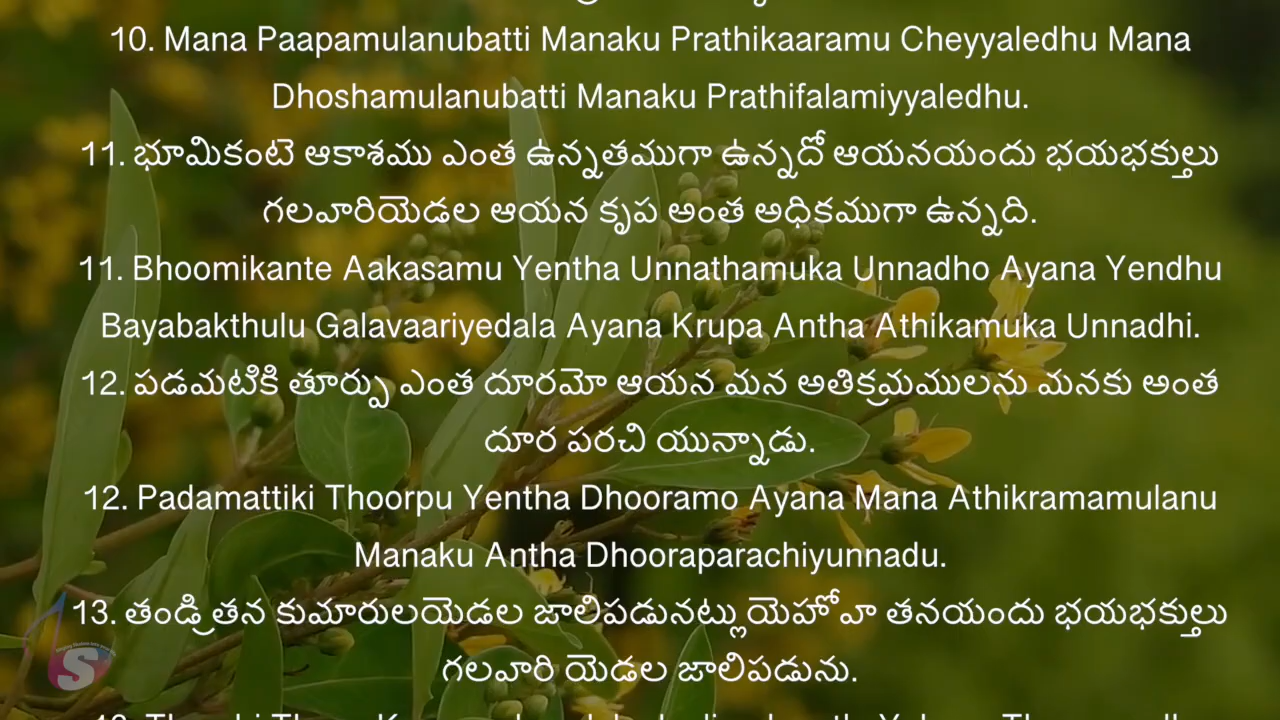 10. Mana Paapamulanubatti Manaku Prathikaaramu Cheyyaledhu Mana
Dhoshamulanubatti Manaku Prathifalamiyyaledhu.
11. భూమికంటె ఆకాశము ఎంత ఉన్నతముగా ఉన్నదో ఆయనయందు భయభక్తులు
గలవారియెడల ఆయన కృప అంత అధికముగా ఉన్నది.
11. Bhoomikante Aakasamu Yentha Unnathamuka Unnadho Ayana Yendhu
Bayabakthulu Galavaariyedala Ayana Krupa Antha Athikamuka Unnadhi.
12. పడమటికి తూర్పు ఎంత దూరమో ఆయన మన అతిక్రమములను మనకు అంత
దూర పరచి యున్నాడు.
12. Padamattiki Thoorpu Yentha Dhooramo Ayana Mana Athikramamulanu
Manaku Antha Dhooraparachiyunnadu.
13. తండ్రి తన కుమారులయెడల జాలిపడునట్లు యెహోవా తనయందు భయభక్తులు
గలవారి యెడల జాలిపడును.
S